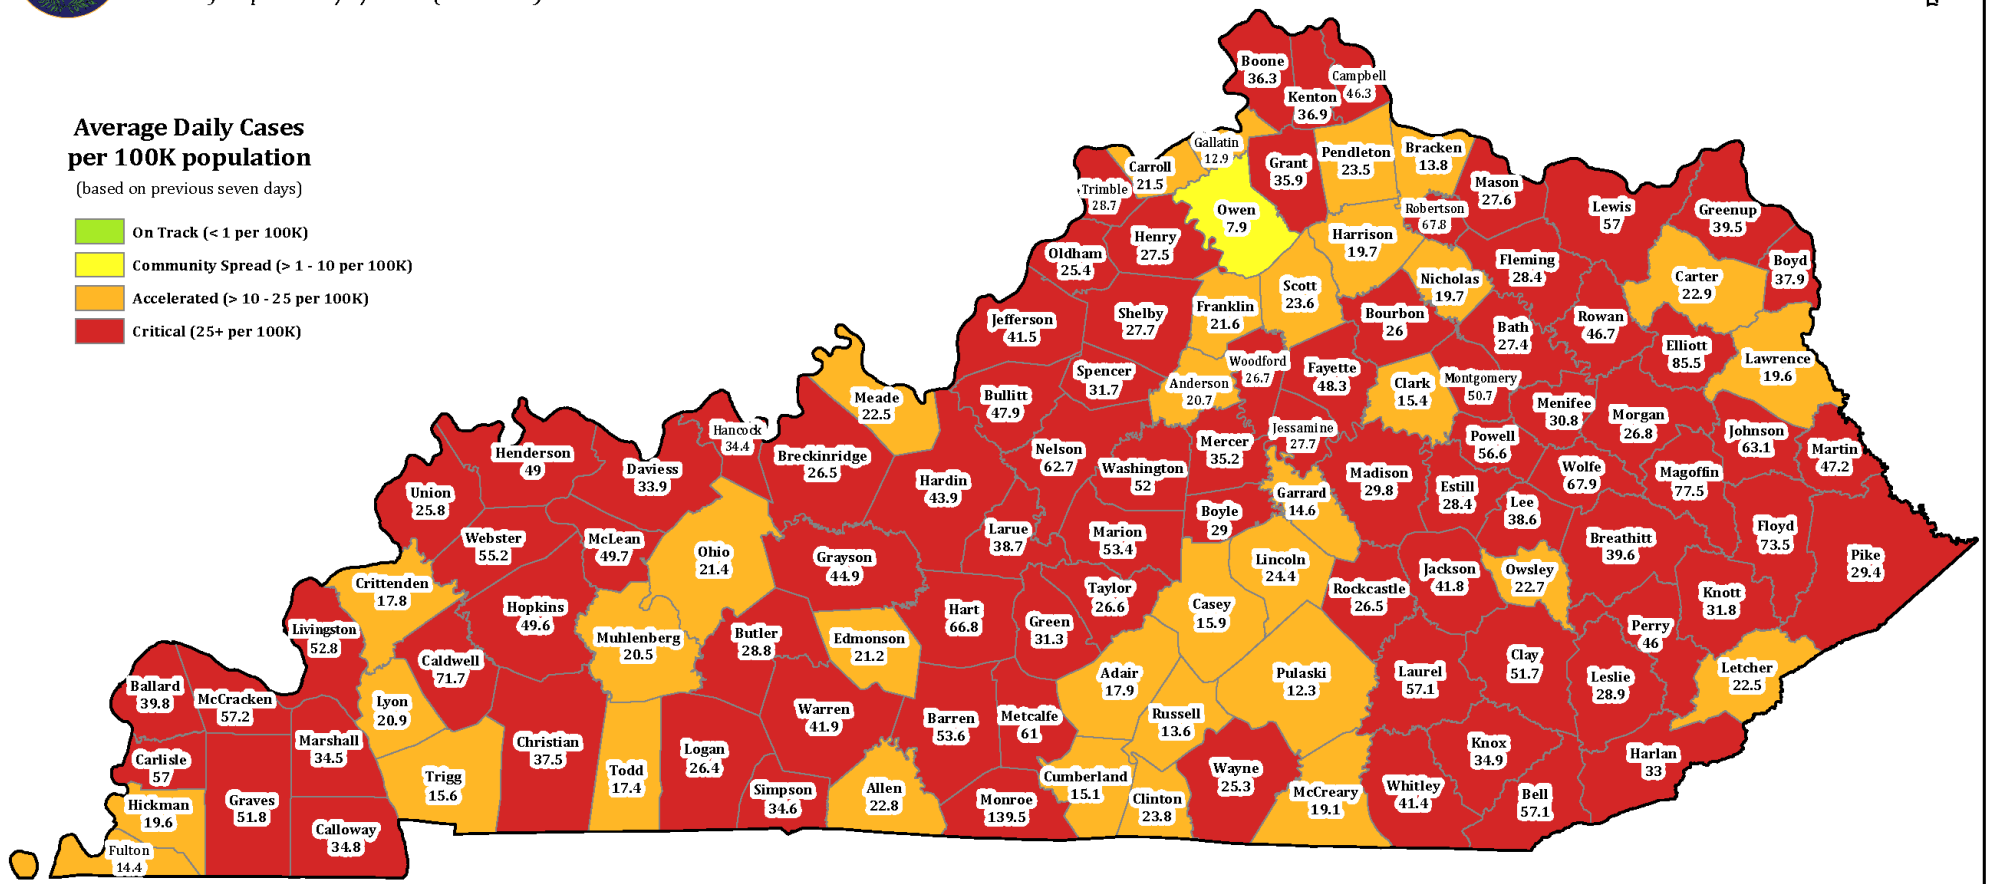 Average Daily Cases
per 100K population
(based on previous seven days)
On Track (< 1 per 100K)
Community Spread (> 1 - 10 per 100K)
Accelerated (> 10 - 25 per 100K)
Critical (25+ per 100K)
Boone
36.3
Campbell
46.3
Kenton
36.9
Gallatin
12.9
Carroll
21.5
Trimble
28.7
Grant
35.9
Pendleton
23.5
Bracken
13.8
Mason
27.6
Robertson
67.8
Lewis
57
Greenup
39.5
Owen
7.9
Henry
27.5
Oldham
25.4
Harrison
19.7
Fleming
28.4
Nicholas
19.7
Carter
22.9
Boyd
37.9
Scott
23.6
Franklin
21.6
Shelby
27.7
Jefferson
41.5
Bourbon
26
Bath
27.4
Rowan
46.7
Elliott
85.5
Lawrence
19.6
Woodford
26.7
Fayette
48.3
Spencer
31.7
Anderson
20.7
Clark
15.4
Montgomery
50.7
Menifee
30.8
Morgan
26.8
Johnson
63.1
Martin
47.2
Meade
22.5
Bullitt
47.9
Hancock
34.4
Breckinridge
26.5
Henderson
49
Daviess
33.9
Union
25.8
Hardin
43.9
Nelson
62.7
Washington
52
Mercer
35.2
Jessamine
27.7
Madison
29.8
Powell
56.6
Estill
28.4
Wolfe
67.9
Magoffin
77.5
Lee
38.6
Garrard
14.6
Boyle
29
Floyd
73.5
Pike
29.4
Breathitt
39.6
Webster
55.2
McLean
49.7
Ohio
21.4
Grayson
44.9
Larue
38.7
Marion
53.4
Lincoln
24.4
Rockcastle
26.5
Jackson
41.8
Owsley
22.7
Knott
31.8
Crittenden
17.8
Livingston
52.8
Hopkins
49.6
Muhlenberg
20.5
Butler
28.8
Edmonson
21.2
Hart
66.8
Green
31.3
Taylor
26.6
Casey
15.9
Perry
46
Caldwell
71.7
Adair
17.9
Pulaski
12.3
Laurel
57.1
Clay
51.7
Leslie
28.9
Letcher
22.5
Ballard
39.8
McCracken
57.2
Lyon
20.9
Warren
41.9
Barren
53.6
Metcalfe
61
Russell
13.6
Marshall
34.5
Carlisle
57
Trigg
15.6
Christian
37.5
Todd
17.4
Logan
26.4
Simpson
34.6
Allen
22.8
Monroe
139.5
Cumberland
15.1
Clinton
23.8
Wayne
25.3
McCreary
19.1
Whitley
41.4
Knox
34.9
Bell
57.1
Harlan
33
Hickman
19.6
Graves
51.8
Calloway
34.8
Fulton
14.4